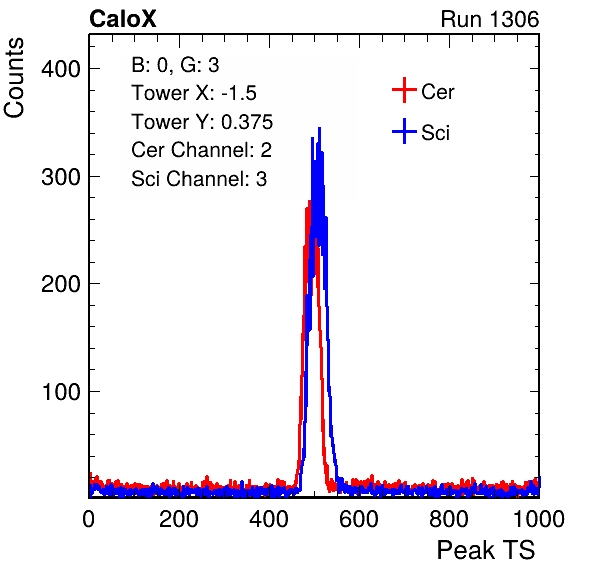 CaloX Run 1306
Counts
400
300
200
100
B: 0, G: 3
Tower X: -1.5
Tower Y: 0.375
Cer Channel: 2
Sci Channel: 3
Cer
Sci
0 200 400 600 800 1000
Peak TS